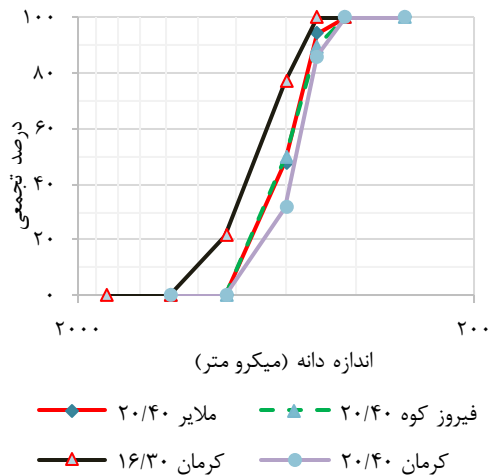 ۱۰۰
۸۰
۶۰
۴۰
۲۰
۰
درصد تجمعی
۲۰۰۰ ۲۰۰
اندازه دانه (میکرو متر)
ملایر ۲۰/۴۰ فیروز کوه ۲۰/۴۰
کرمان ۱۶/۳۰ کرمان ۲۰/۴۰